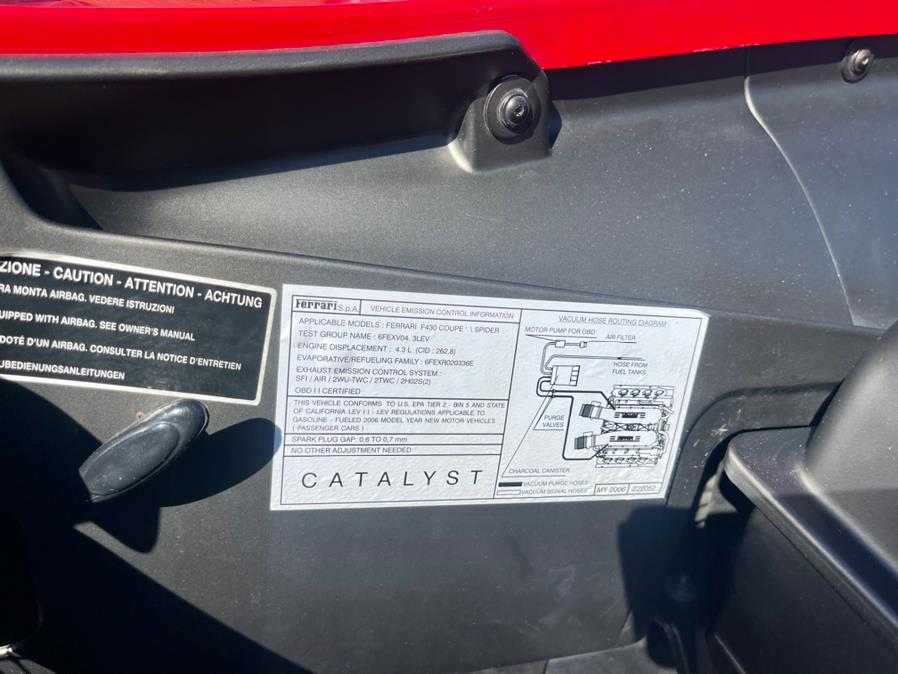 ZIONE - CAUTION - ATTENTION - ACHTUNG
RA MONTA AIRBAG. VEDERE ISTRUZIONI
UIPPED WITH AIRBAG. SEE OWNER'S MANUAL
DOTÉ D'UN AIRBAG. CONSULTER LA NOTICE D'ENTRETIEN
UBEDIENUNGSANLEITUNGEN
Ferrari S.p.A. VEHICLE EMISSION CONTROL INFORMATION
APPLICABLE MODELS : FERRARI F430 COUPE ' \ SPIDER
TEST GROUP NAME : 6FEXV04. 3LEV
ENGINE DISPLACEMENT : 4.3 L (CID : 262,8)
EVAPORATIVE/REFUELING FAMILY : 6FEXR020336E
EXHAUST EMISSION CONTROL SYSTEM :
SFI / AIR / 2WU-TWC / 2TWC / 2HO2S(2)
OBD I I CERTIFIED
THIS VEHICLE CONFORMS TO U.S. EPA TIER 2 - BIN 5 AND STATE
OF CALIFORNIA LEV I I - LEV REGULATIONS APPLICABLE TO
GASOLINE - FUELED 2006 MODEL YEAR NEW MOTOR VEHICLES
( PASSENGER CARS )
SPARK PLUG GAP: 0,6 TO 0,7 mm
NO OTHER ADJUSTMENT NEEDED
CATALYST
VACUUM HOSE ROUTING DIAGRAM
MOTOR PUMP FOR OBD
AIR FILTER
HOSE FROM
FUEL TANKS
PURGE
VALVES
CHARCOAL CANISTER
VACUUM PURGE HOSES
VACUUM SIGNAL HOSES
MY 2006 222052